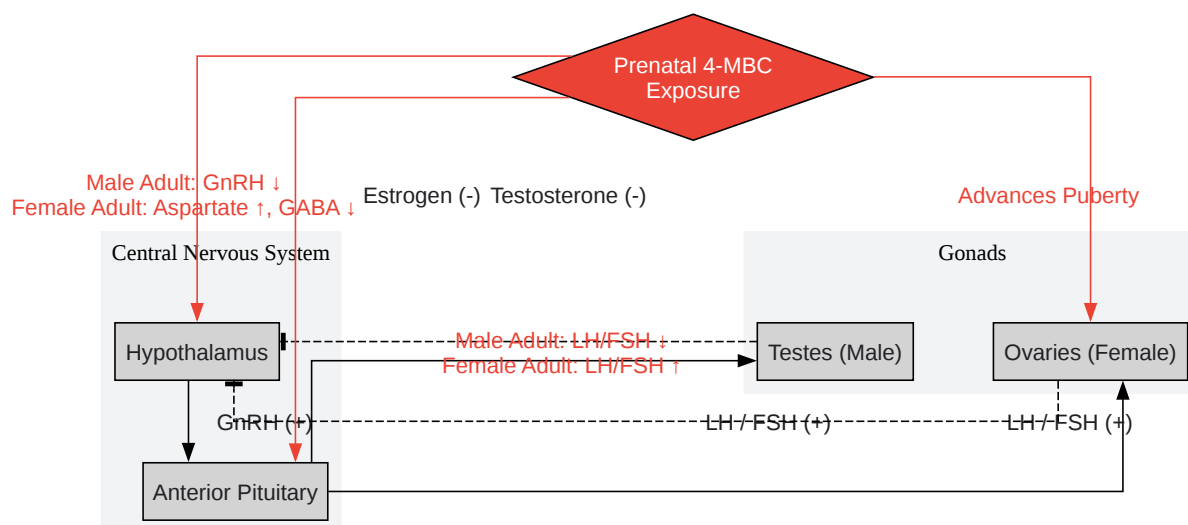 Prenatal 4-MBC
Exposure
Male Adult: GnRH ↓
Female Adult: Aspartate ↑, GABA ↓
Estrogen (-)
Testosterone (-)
Advances Puberty
Central Nervous System
Gonads
Hypothalamus
Male Adult: LH/FSH ↓
Female Adult: LH/FSH ↑
Testes (Male)
Ovaries (Female)
GnRH (+)
LH / FSH (+)
LH / FSH (+)
Anterior Pituitary